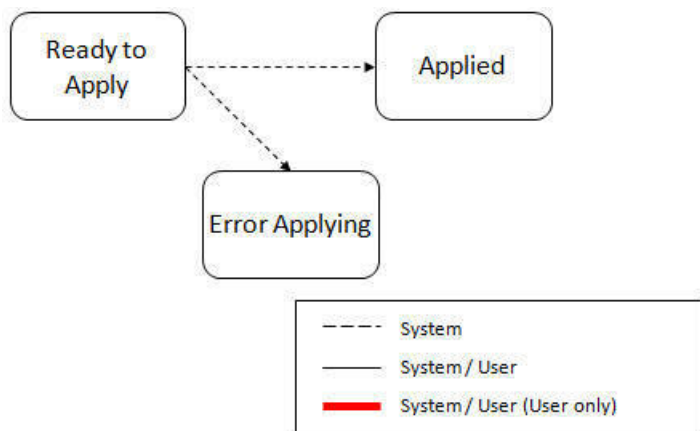 Ready to
Apply
Applied
Error Applying
System
System / User
System / User (User only)